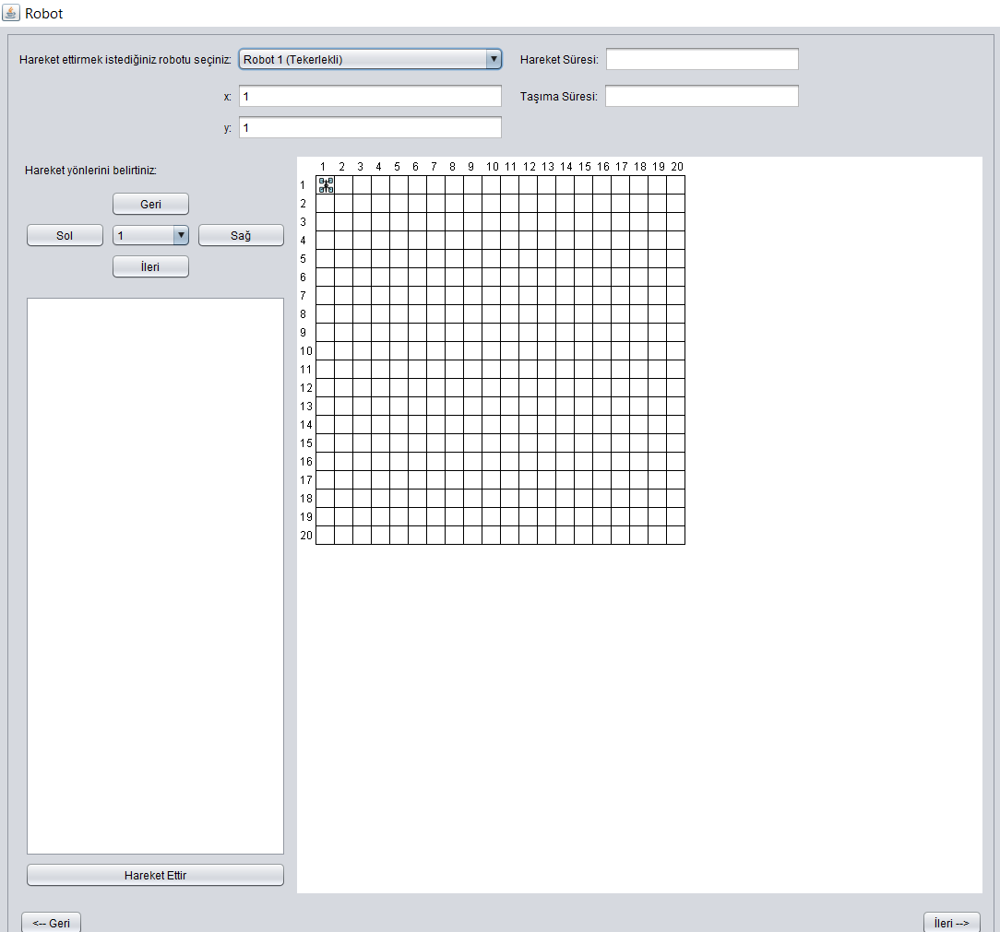 Robot
Hareket ettirmek istediğiniz robotu seçiniz: Robot 1 (Tekerlekli) Hareket Süresi:
x: 1 Taşıma Süresi:
y: 1
Hareket yönlerini belirtiniz:
Geri
Sol 1 Sağ
İleri
1 2 3 4 5 6 7 8 9 10 11 12 13 14 15 16 17 18 19 20
1
2
3
4
5
6
7
8
9
10
11
12
13
14
15
16
17
18
19
20
Hareket Ettir
<-- Geri İleri -->